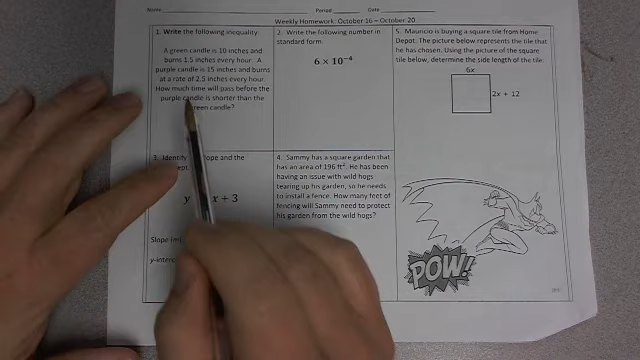 Name Period Date
Weekly Homework: October 16 – October 20
1. Write the following inequality:
A green candle is 10 inches and
burns 1.5 inches every hour. A
purple candle is 15 inches and burns
at a rate of 2.5 inches every hour.
How much time will pass before the
purple candle is shorter than the
green candle?
2. Write the following number in
standard form.
6 × 10⁻⁴
5. Mauricio is buying a square tile from Home
Depot. The picture below represents the tile that
he has chosen. Using the picture of the square
tile below, determine the side length of the tile.
6x
2x + 12
3. Identify slope and the
y x + 3
Slope (m)
y-interc
4. Sammy has a square garden that
has an area of 196 ft². He has been
having an issue with wild hogs
tearing up his garden, so he needs
to install a fence. How many feet of
fencing will Sammy need to protect
his garden from the wild hogs?
POW!